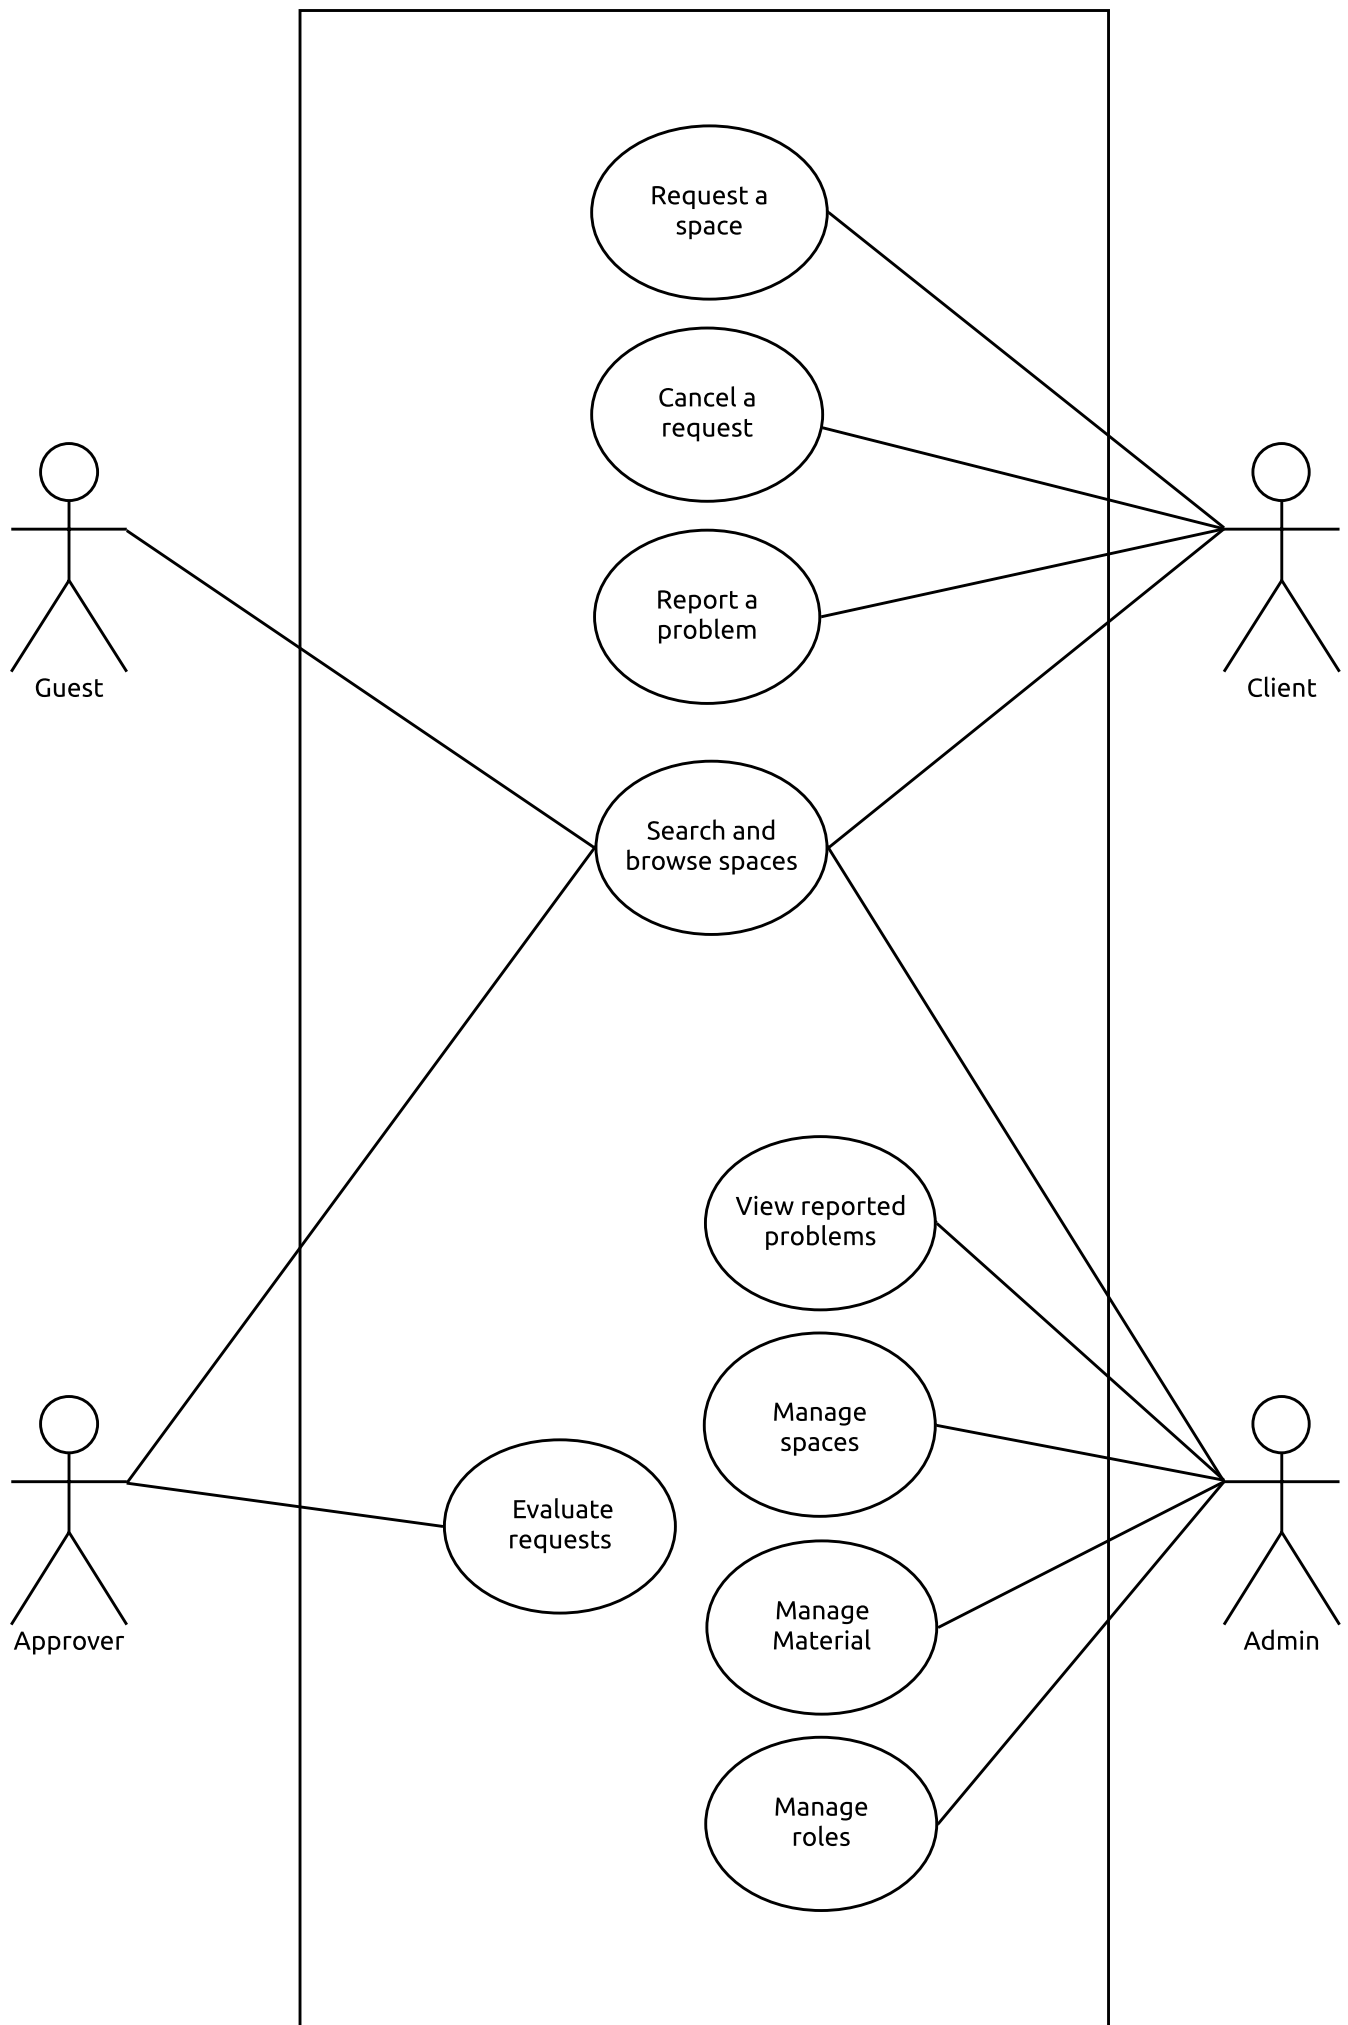 Request a
space
Cancel a
request
Report a
problem
Guest
Client
Search and
browse spaces
View reported
problems
Manage
spaces
Evaluate
requests
Manage
Material
Approver
Admin
Manage
roles